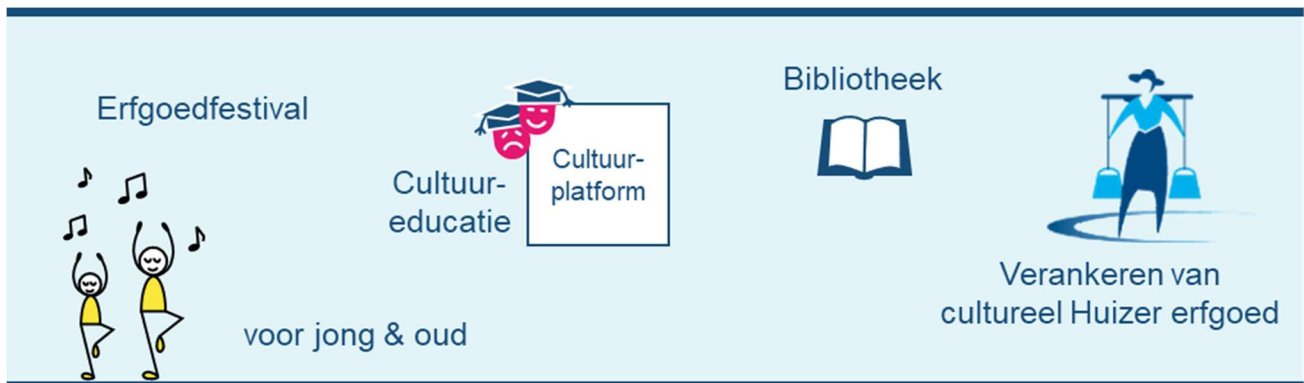 Erfgoedfestival
voor jong & oud
Cultuur-
educatie
Cultuur-
platform
Bibliotheek
Verankeren van
cultureel Huizer erfgoed